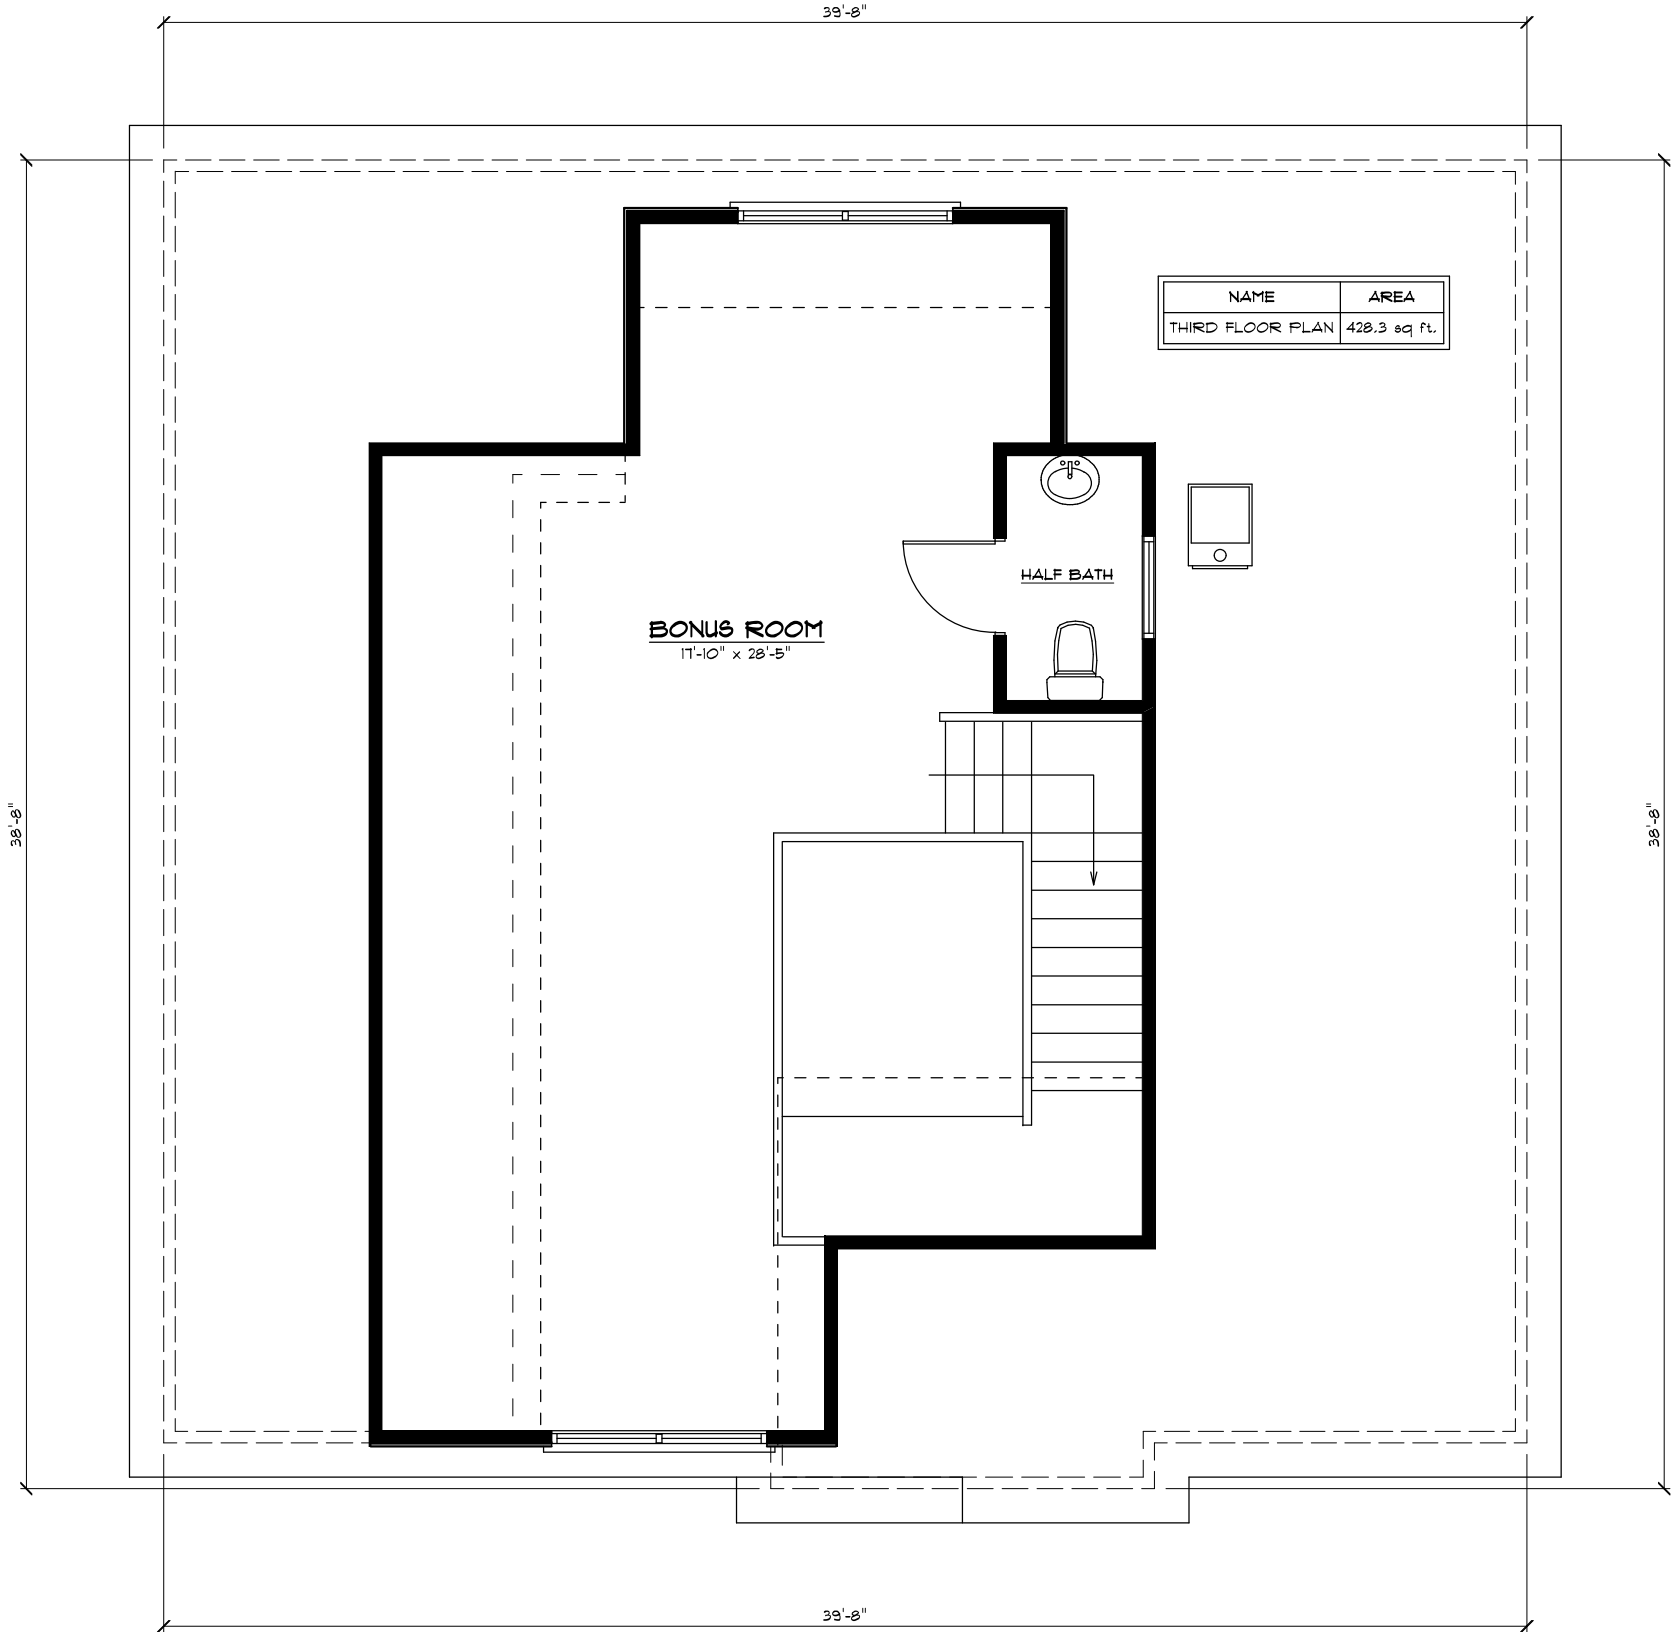 39'-8"
NAME AREA
THIRD FLOOR PLAN 428.3 sq ft.
HALF BATH
BONUS ROOM
17'-10" x 28'-5"
38'-8"
38'-8"
39'-8"